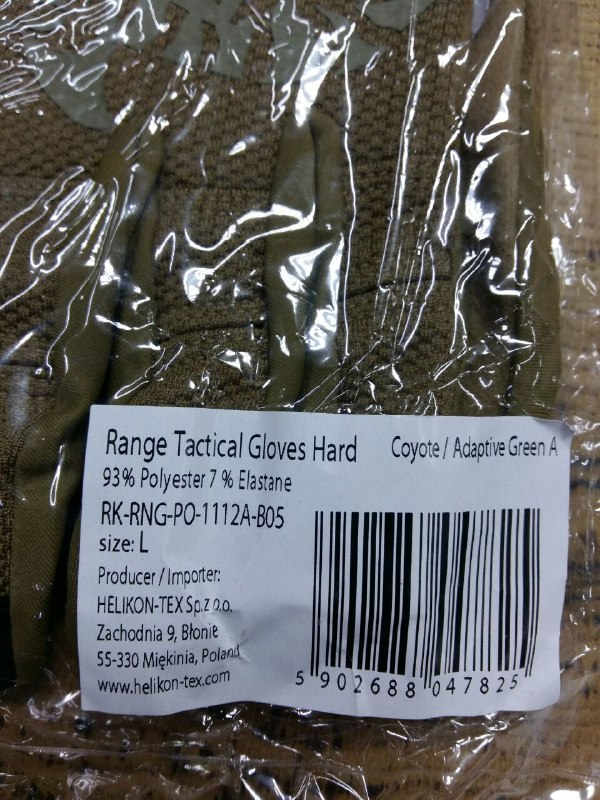 Range Tactical Gloves Hard Coyote / Adaptive Green A
93% Polyester 7 % Elastane
RK-RNG-PO-1112A-B05
size: L
Producer / Importer:
HELIKON-TEX Sp.z o.o.
Zachodnia 9, Błonie
55-330 Miękinia, Poland
www.helikon-tex.com
5 902688 047825